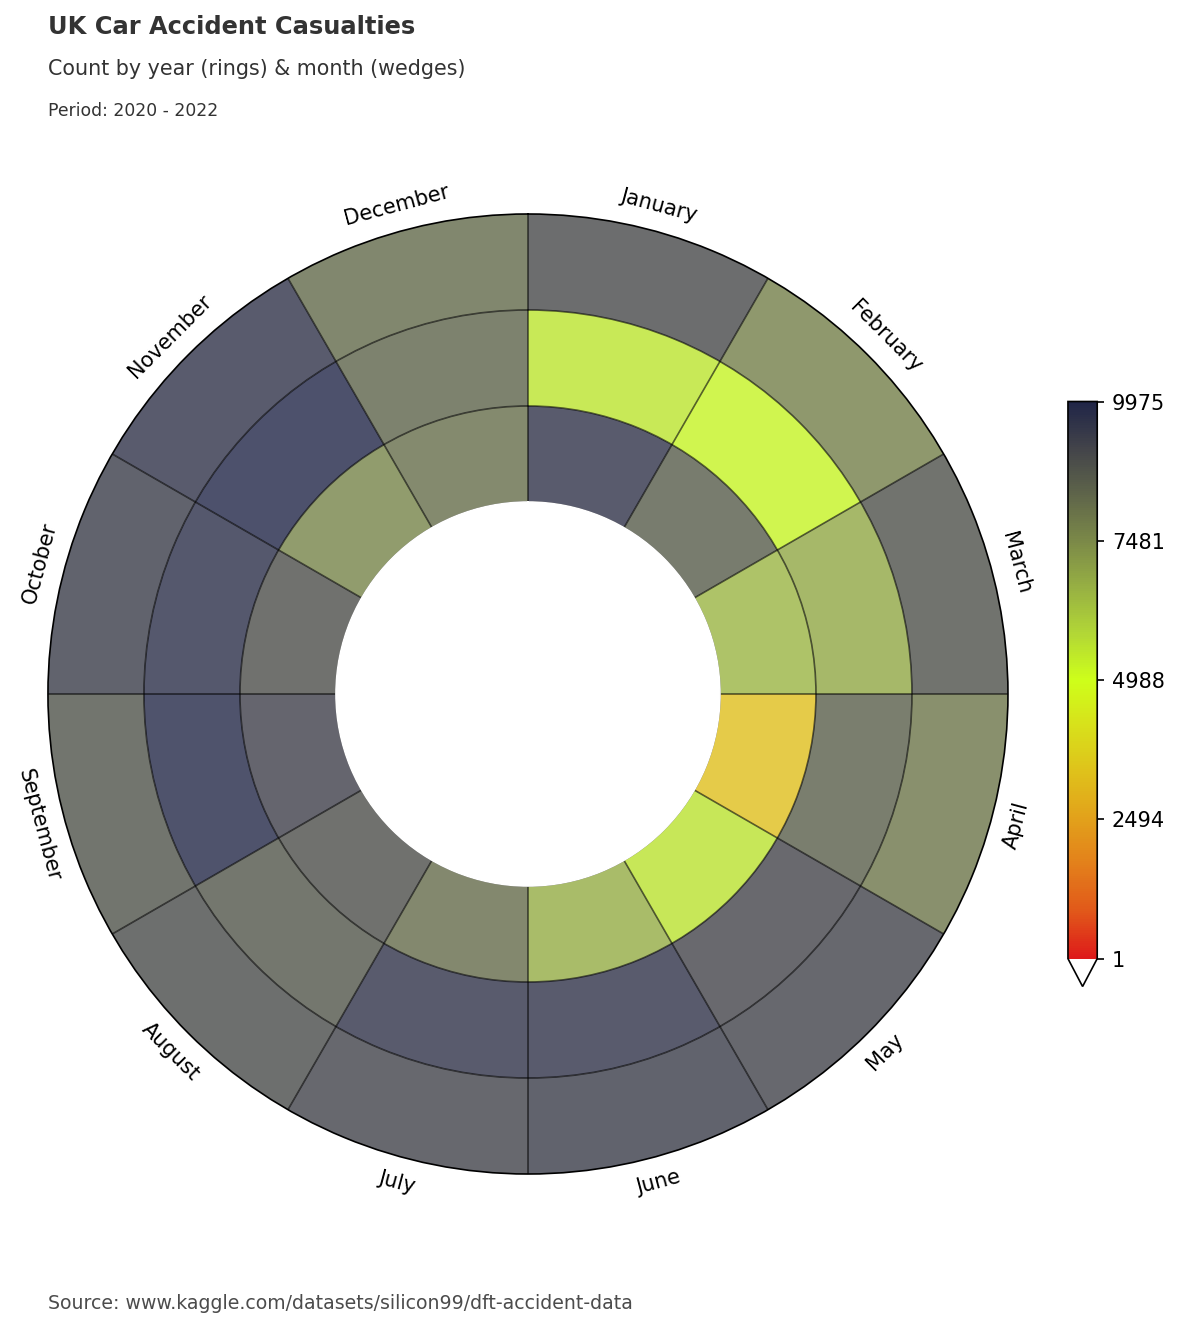 UK Car Accident Casualties
Count by year (rings) & month (wedges)
Period: 2020 - 2022
January
February
March
April
May
June
July
August
September
October
November
December
9975
7481
4988
2494
1
Source: www.kaggle.com/datasets/silicon99/dft-accident-data